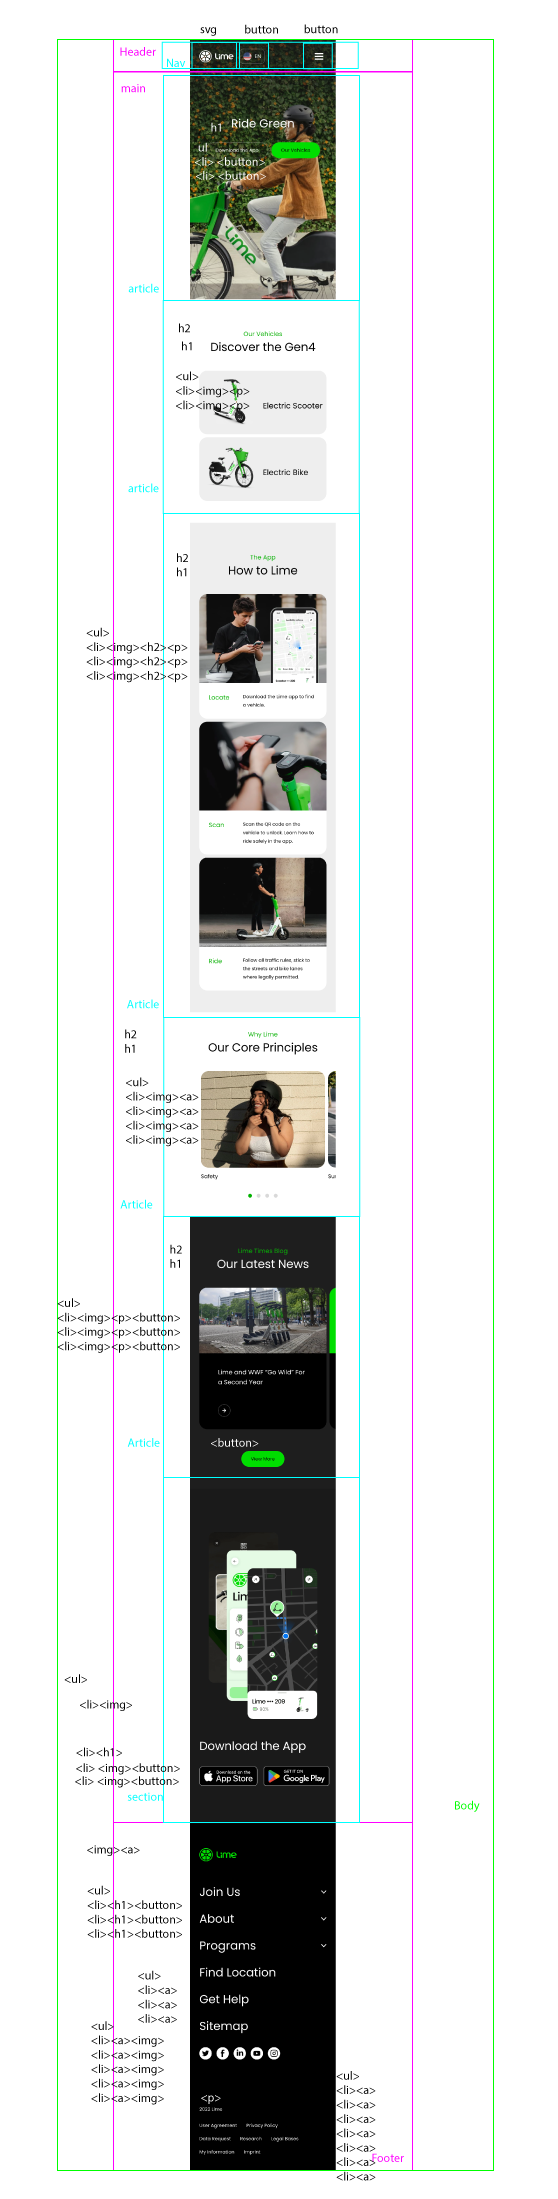 svg
button
button
Header
Nav
Lime
EN
main
h1
Ride Green
ul
Download the App
Our Vehicles
<li> <button>
<li> <button>
Lime
article
h2
Our Vehicles
h1
Discover the Gen4
<ul>
<li><img><p>
<li><img><p>
Electric Scooter
Electric Bike
article
h2
The App
h1
How to Lime
<ul>
<li><img><h2><p>
<li><img><h2><p>
<li><img><h2><p>
Locate
Download the Lime app to find
a vehicle.
Scan
Scan the QR code on the
vehicle to unlock. Learn how to
ride safely in the app.
Ride
Follow all traffic rules, stick to
the streets and bike lanes
where legally permitted.
Article
h2
Why Lime
h1
Our Core Principles
<ul>
<li><img><a>
<li><img><a>
<li><img><a>
<li><img><a>
Safety
Su
Article
h2
Lime Times Blog
h1
Our Latest News
<ul>
<li><img><p><button>
<li><img><p><button>
<li><img><p><button>
Lime and WWF "Go Wild" For
a Second Year
Article
<button>
View More
Lim
Lime ••• 209
<ul>
<li><img>
Download the App
<li><h1>
<li> <img><button>
<li> <img><button>
Download on the
App Store
GET IT ON
Google Play
section
Body
<img><a>
Lime
<ul>
<li><h1><button>
<li><h1><button>
<li><h1><button>
Join Us
About
Programs
Find Location
Get Help
Sitemap
<ul>
<li><a>
<li><a>
<li><a>
<ul>
<li><a><img>
<li><a><img>
<li><a><img>
<li><a><img>
<li><a><img>
<p>
2023 Lime
User Agreement
Privacy Policy
Data Request
Research
Legal Bases
My Information
Imprint
<ul>
<li><a>
<li><a>
<li><a>
<li><a>
<li><a>
<li><a>
Footer
<li><a>